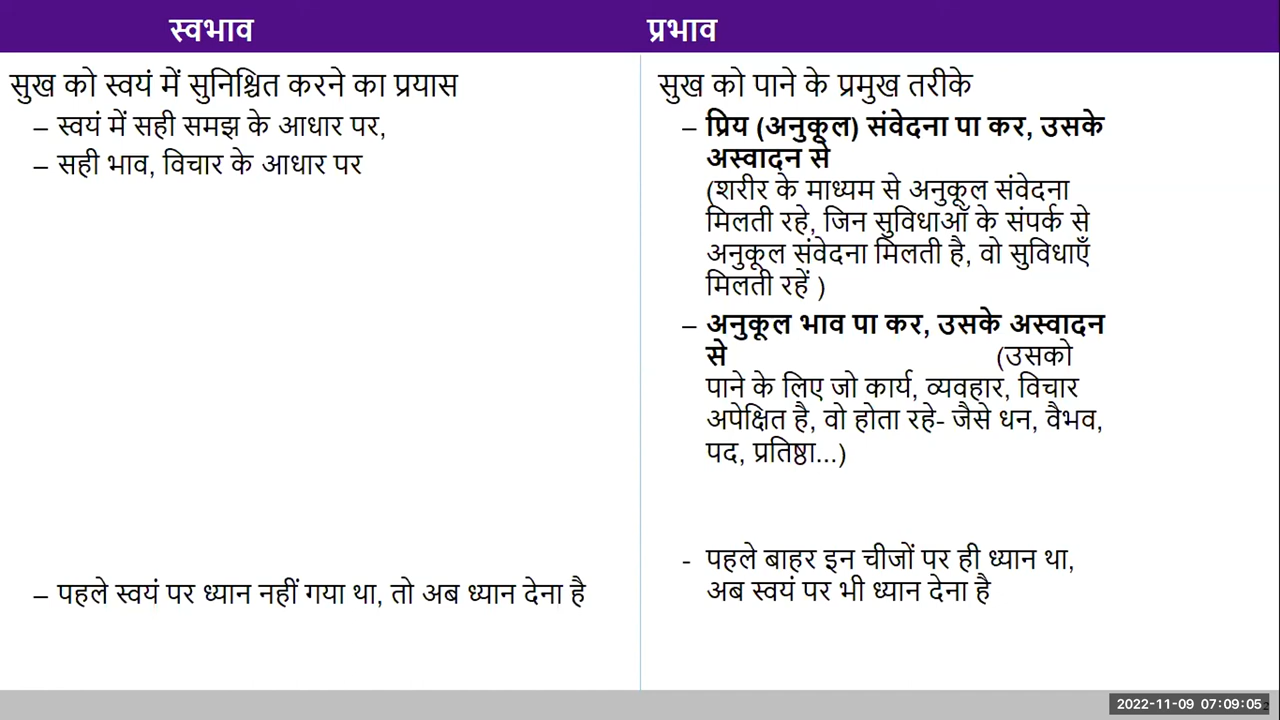 स्वभाव
प्रभाव
सुख को स्वयं में सुनिश्चित करने का प्रयास
– स्वयं में सही समझ के आधार पर,
– सही भाव, विचार के आधार पर
– पहले स्वयं पर ध्यान नहीं गया था, तो अब ध्यान देना है
सुख को पाने के प्रमुख तरीके
– प्रिय (अनुकूल) संवेदना पा कर, उसके
अस्वादन से
(शरीर के माध्यम से अनुकूल संवेदना
मिलती रहे, जिन सुविधाऑ के संपर्क से
अनुकूल संवेदना मिलती है, वो सुविधाएँ
मिलती रहें )
– अनुकूल भाव पा कर, उसके अस्वादन
से (उसको
पाने के लिए जो कार्य, व्यवहार, विचार
अपेक्षित है, वो होता रहे- जैसे धन, वैभव,
पद, प्रतिष्ठा...)
- पहले बाहर इन चीजों पर ही ध्यान था,
अब स्वयं पर भी ध्यान देना है
2022-11-09 07:09:05